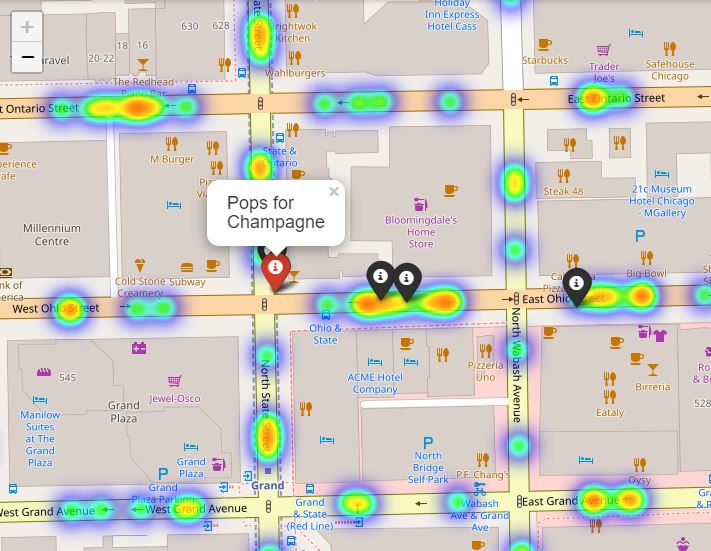 +
−
Holiday
Inn Express
Hotel Cass
630
628
Brightwok
Kitchen
State Street
18
16
20-22
Wahlburgers
Starbucks
Trader
Joe's
Safehouse
Chicago
The Redhead
Piano Bar
East Ontario Street
M Burger
State &
Ontario
Steak 48
21c Museum
Hotel Chicago
- MGallery
Pops for
Champagne
×
Bloomingdale's
Home
Store
Millennium
Centre
P
Big Bowl
Cold Stone
Creamery
Subway
West Ohio Street
East Ohio Street
Ohio &
State
North Wabash Avenue
545
Jewel-Osco
ACME Hotel
Company
Pizzeria
Uno
North State Street
Grand
Plaza
Manilow
Suites
at The
Grand
Plaza
Birreria
Eataly
528
P
North
Bridge
Self Park
P.F. Chang's
Grand
Plaza
P
Grand
Plaza Parking
Grand
Oysy
West Grand Avenue
West Grand Avenue
Grand
& State
(Red Line)
Wabash
Ave & Grand
Ave
East Grand Avenue